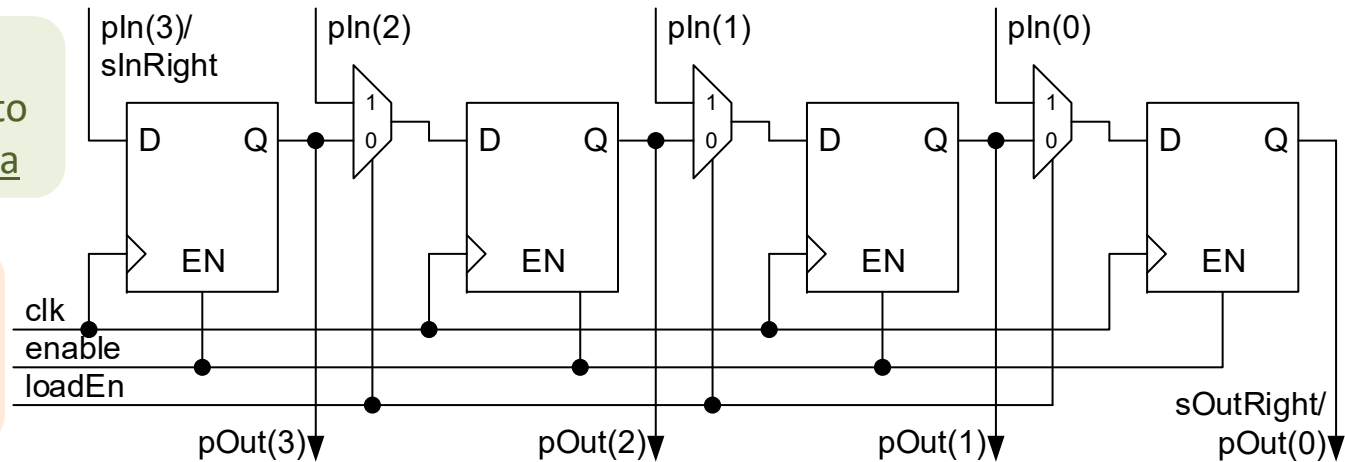 pIn(3)/
sInRight
pIn(2)
pIn(1)
pIn(0)
to
a
1
0
1
0
1
0
D Q
EN
D Q
EN
D Q
EN
D Q
EN
clk
enable
loadEn
sOutRight/
pOut(3)
pOut(2)
pOut(1)
pOut(0)